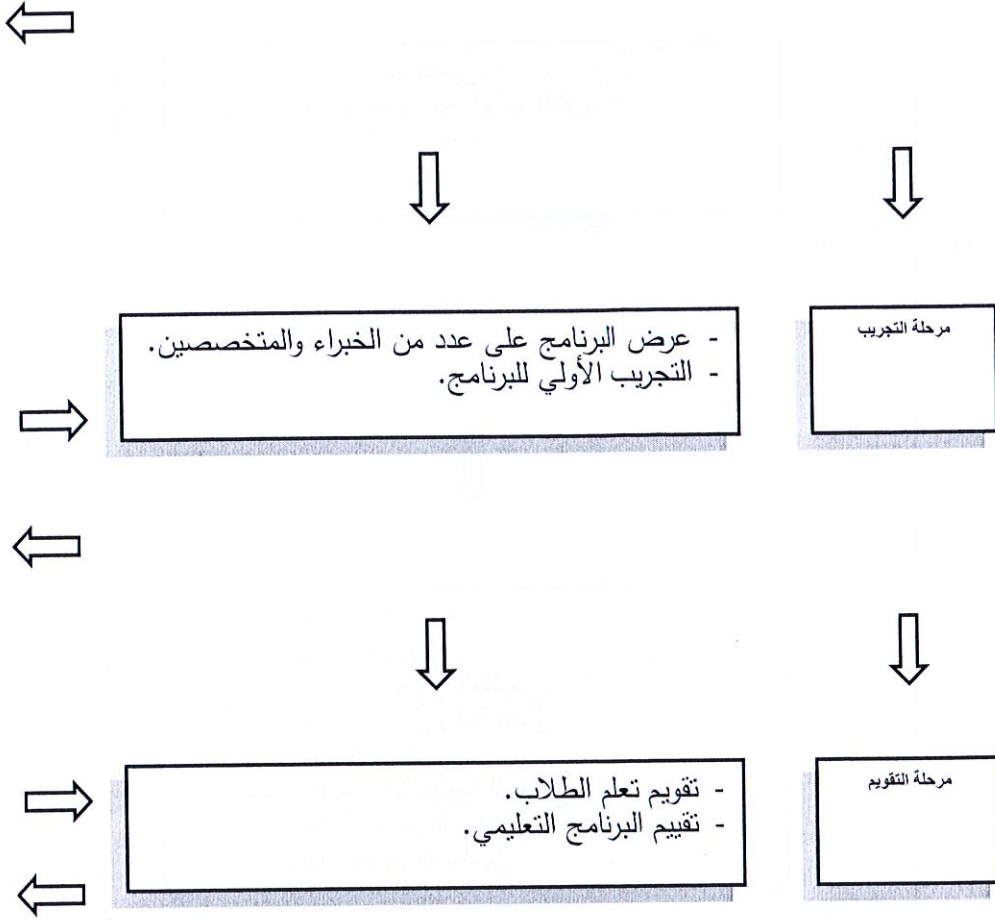 مرحلة التجريب
- عرض البرنامج على عدد من الخبراء والمتخصصين.
- التجريب الأولي للبرنامج.
مرحلة التقويم
- تقويم تعلم الطلاب.
- تقييم البرنامج التعليمي.